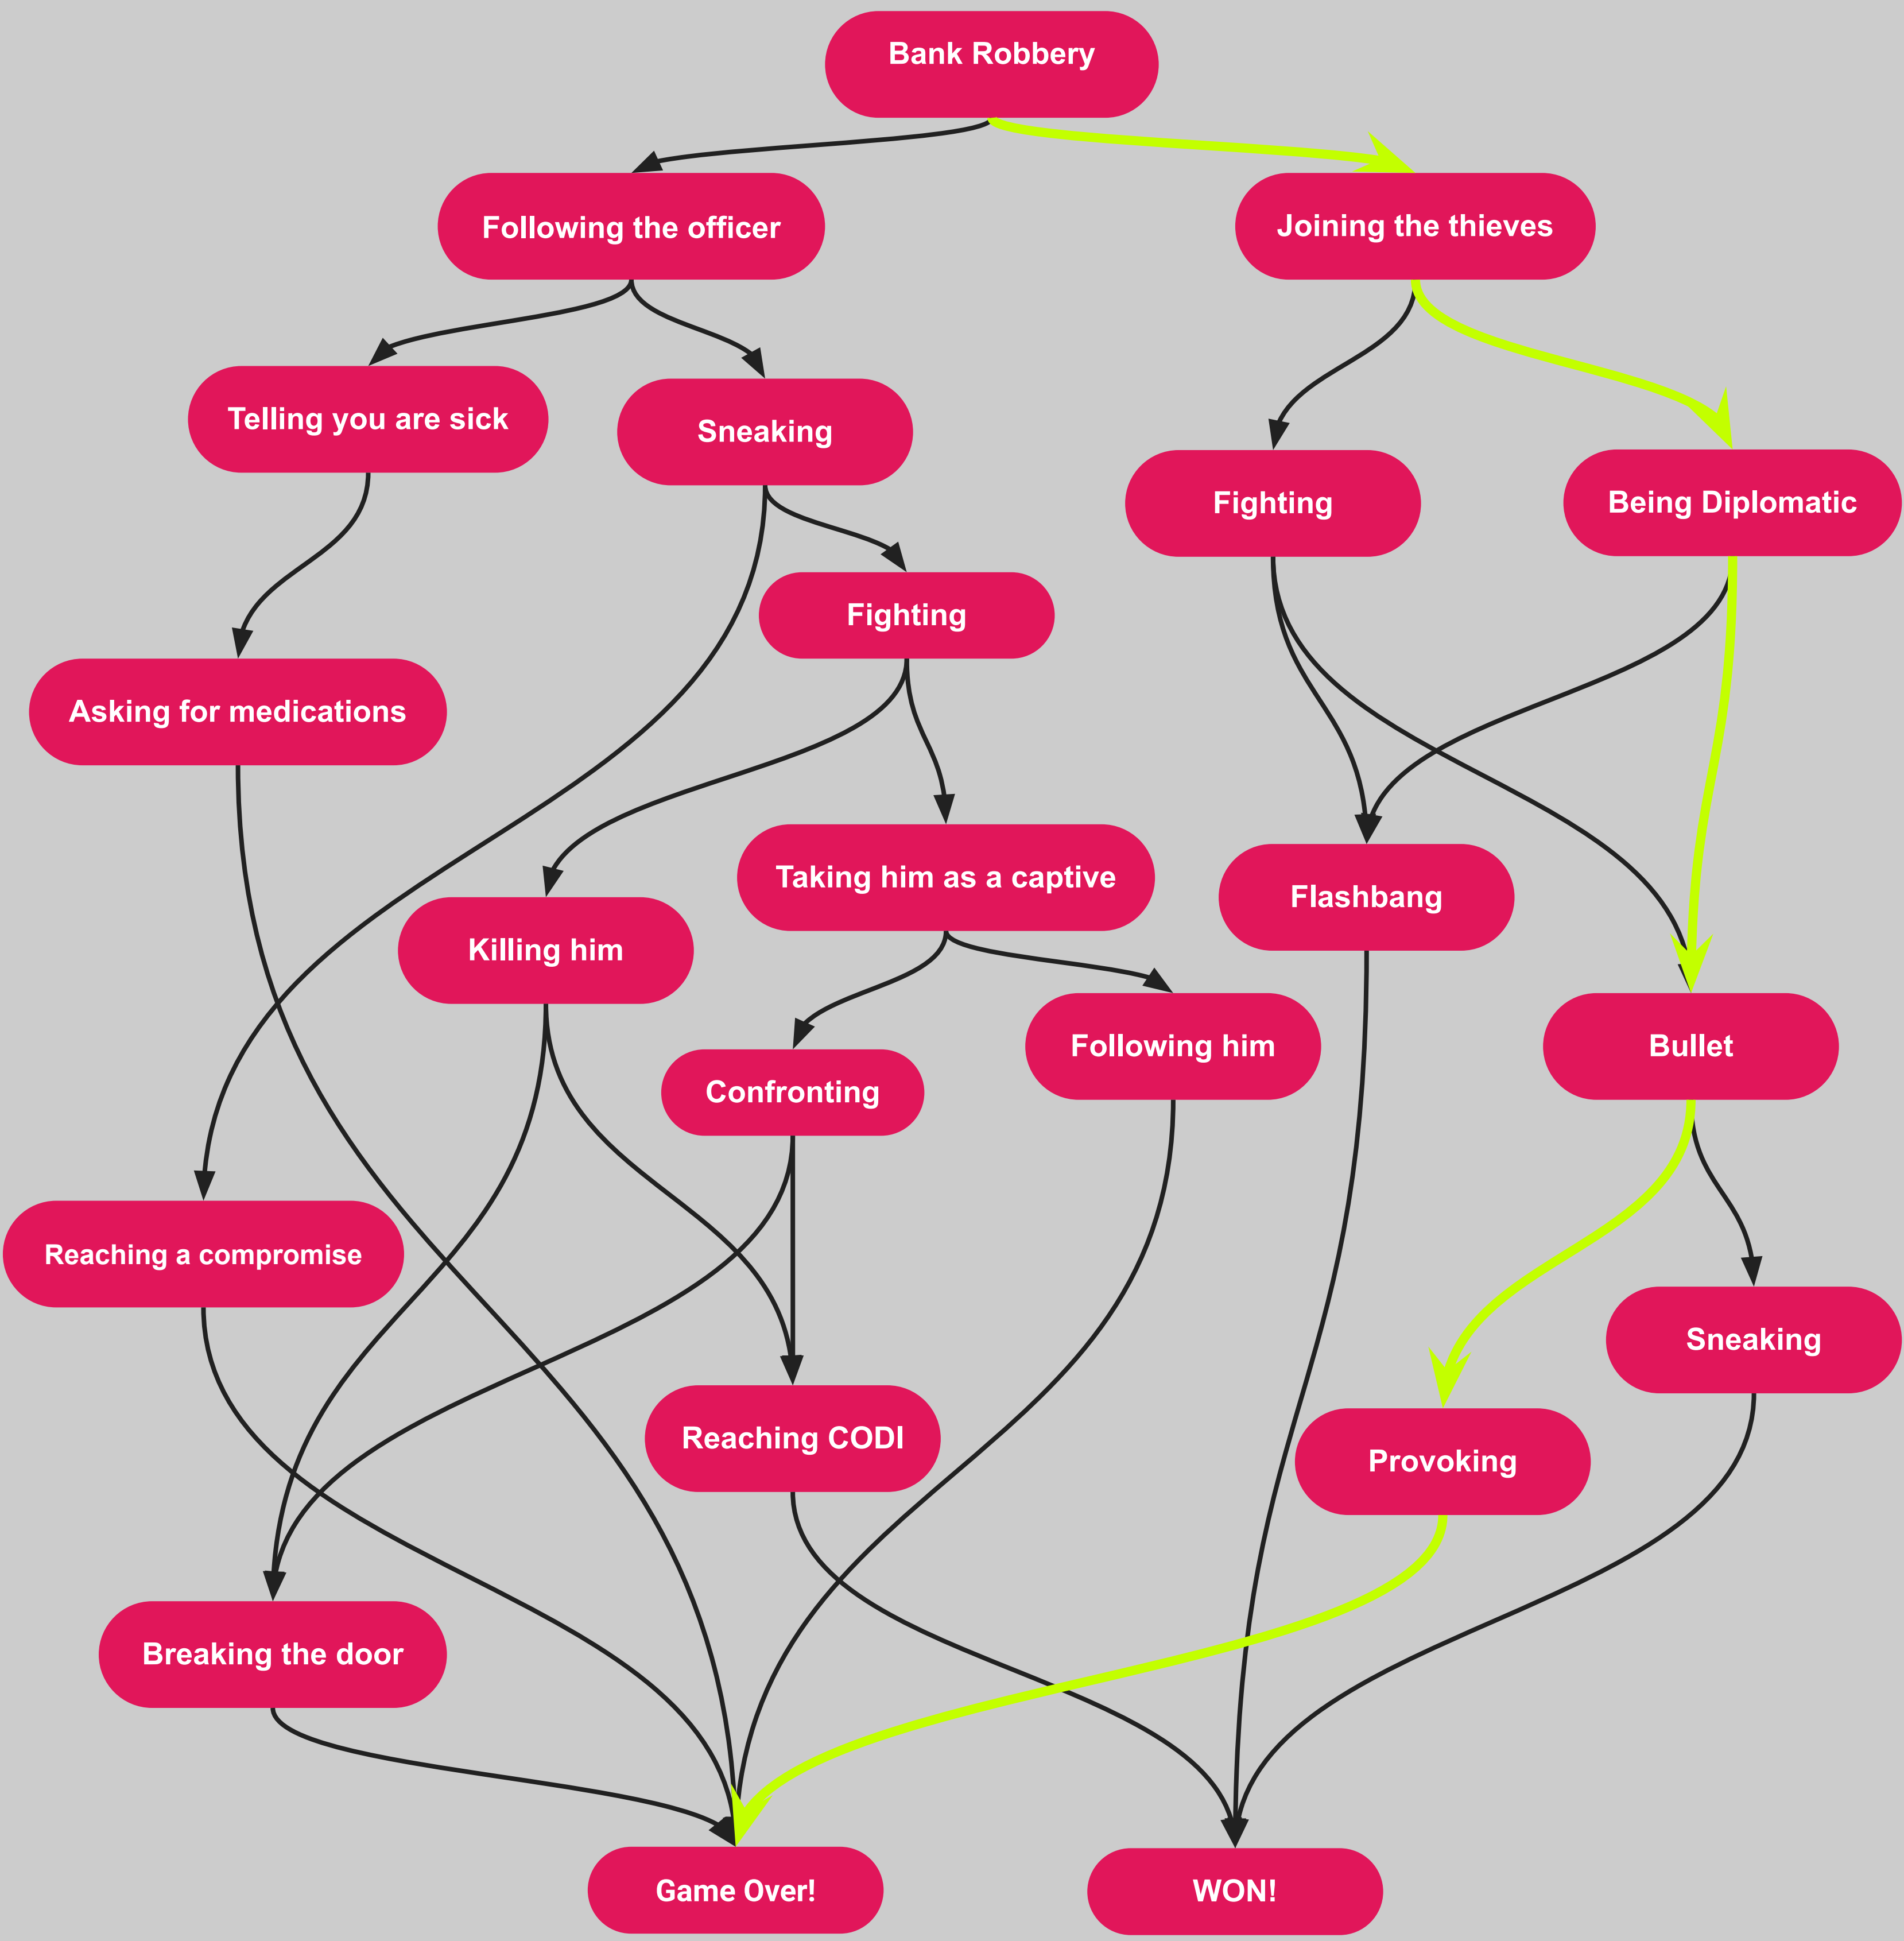 Bank Robbery
Following the officer
Joining the thieves
Telling you are sick
Sneaking
Fighting
Being Diplomatic
Fighting
Asking for medications
Taking him as a captive
Flashbang
Killing him
Following him
Bullet
Confronting
Reaching a compromise
Sneaking
Reaching CODI
Provoking
Breaking the door
Game Over!
WON!